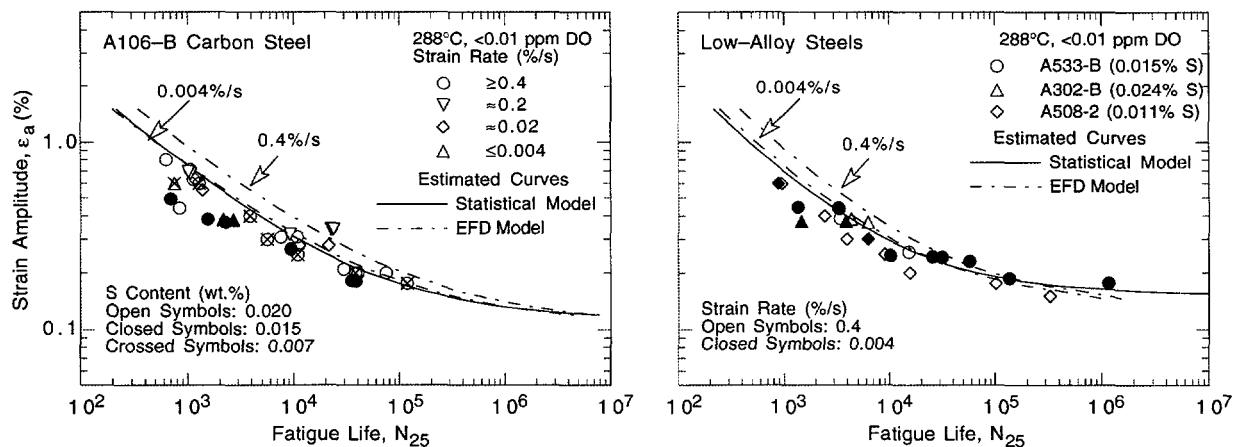 A106–B Carbon Steel
288°C, <0.01 ppm DO
Strain Rate (%/s)
≥0.4
≈0.2
≈0.02
≤0.004
Estimated Curves
Statistical Model
EFD Model
0.004%/s
0.4%/s
S Content (wt.%)
Open Symbols: 0.020
Closed Symbols: 0.015
Crossed Symbols: 0.007
Strain Amplitude, εa (%)
1.0
0.1
10² 10³ 10⁴ 10⁵ 10⁶ 10⁷
Fatigue Life, N25
Low–Alloy Steels
288°C, <0.01 ppm DO
A533-B (0.015% S)
A302-B (0.024% S)
A508-2 (0.011% S)
Estimated Curves
Statistical Model
EFD Model
0.004%/s
0.4%/s
Strain Rate (%/s)
Open Symbols: 0.4
Closed Symbols: 0.004
10² 10³ 10⁴ 10⁵ 10⁶ 10⁷
Fatigue Life, N25